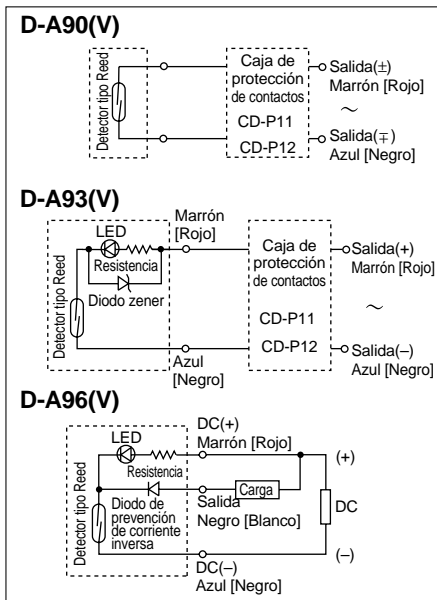 D-A90(V)
Detector tipo Reed
Caja de
protección
de contactos
CD-P11
CD-P12
Salida(±)
Marrón [Rojo]
~
Salida(∓)
Azul [Negro]
D-A93(V)
Detector tipo Reed
LED
Resistencia
Diodo zener
Marrón
[Rojo]
Azul
[Negro]
Caja de
protección
de contactos
CD-P11
CD-P12
Salida(+)
Marrón [Rojo]
~
Salida(–)
Azul [Negro]
D-A96(V)
Detector tipo Reed
LED
Resistencia
Diodo de
prevención
de corriente
inversa
DC(+)
Marrón [Rojo]
Carga
Salida
Negro [Blanco]
DC(–)
Azul [Negro]
(+)
DC
(–)